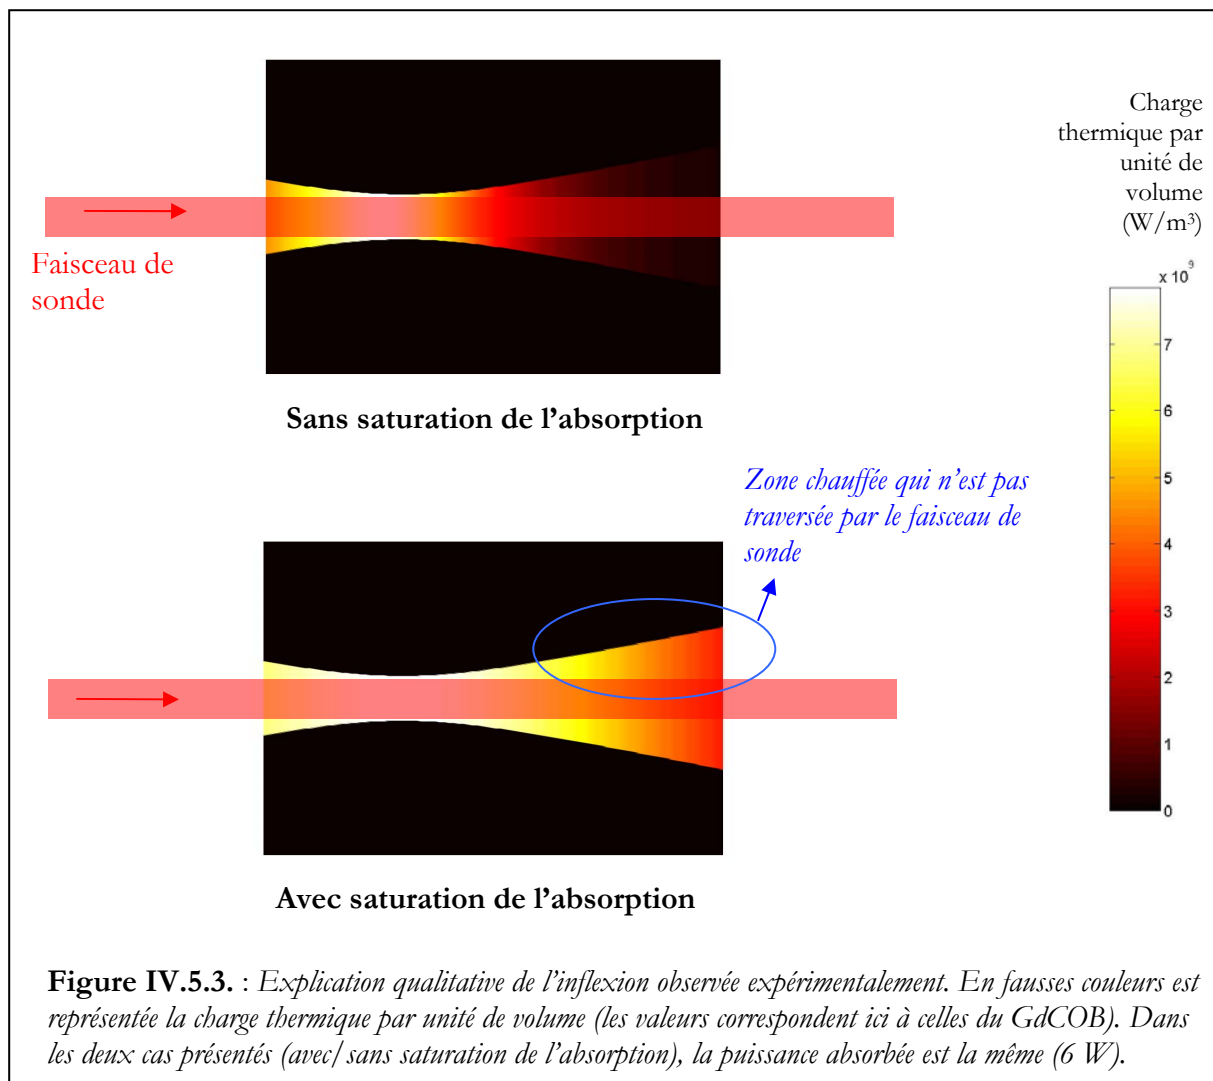 Charge
thermique par
unité de
volume
(W/m³)
x 10⁹
7
6
5
4
3
2
1
0
Faisceau de
sonde
Sans saturation de l’absorption
Zone chauffée qui n’est pas
traversée par le faisceau de
sonde
Avec saturation de l’absorption
Figure IV.5.3. : Explication qualitative de l’inflexion observée expérimentalement. En fausses couleurs est
représentée la charge thermique par unité de volume (les valeurs correspondent ici à celles du GdCOB). Dans
les deux cas présentés (avec/sans saturation de l’absorption), la puissance absorbée est la même (6 W).